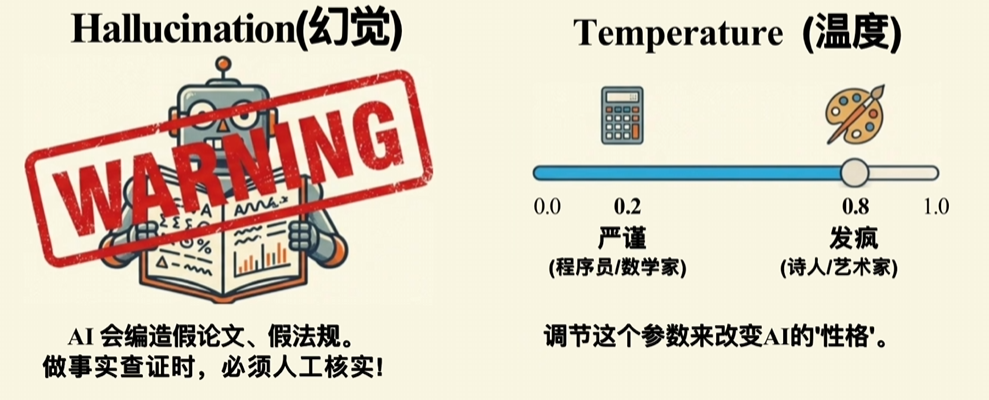 Hallucination(幻觉)
WARNING
A
%
AI 会编造假论文、假法规。
做事实查证时，必须人工核实!
Temperature (温度)
0.0 0.2 0.8 1.0
严谨 发疯
(程序员/数学家) (诗人/艺术家)
调节这个参数来改变AI的'性格'。